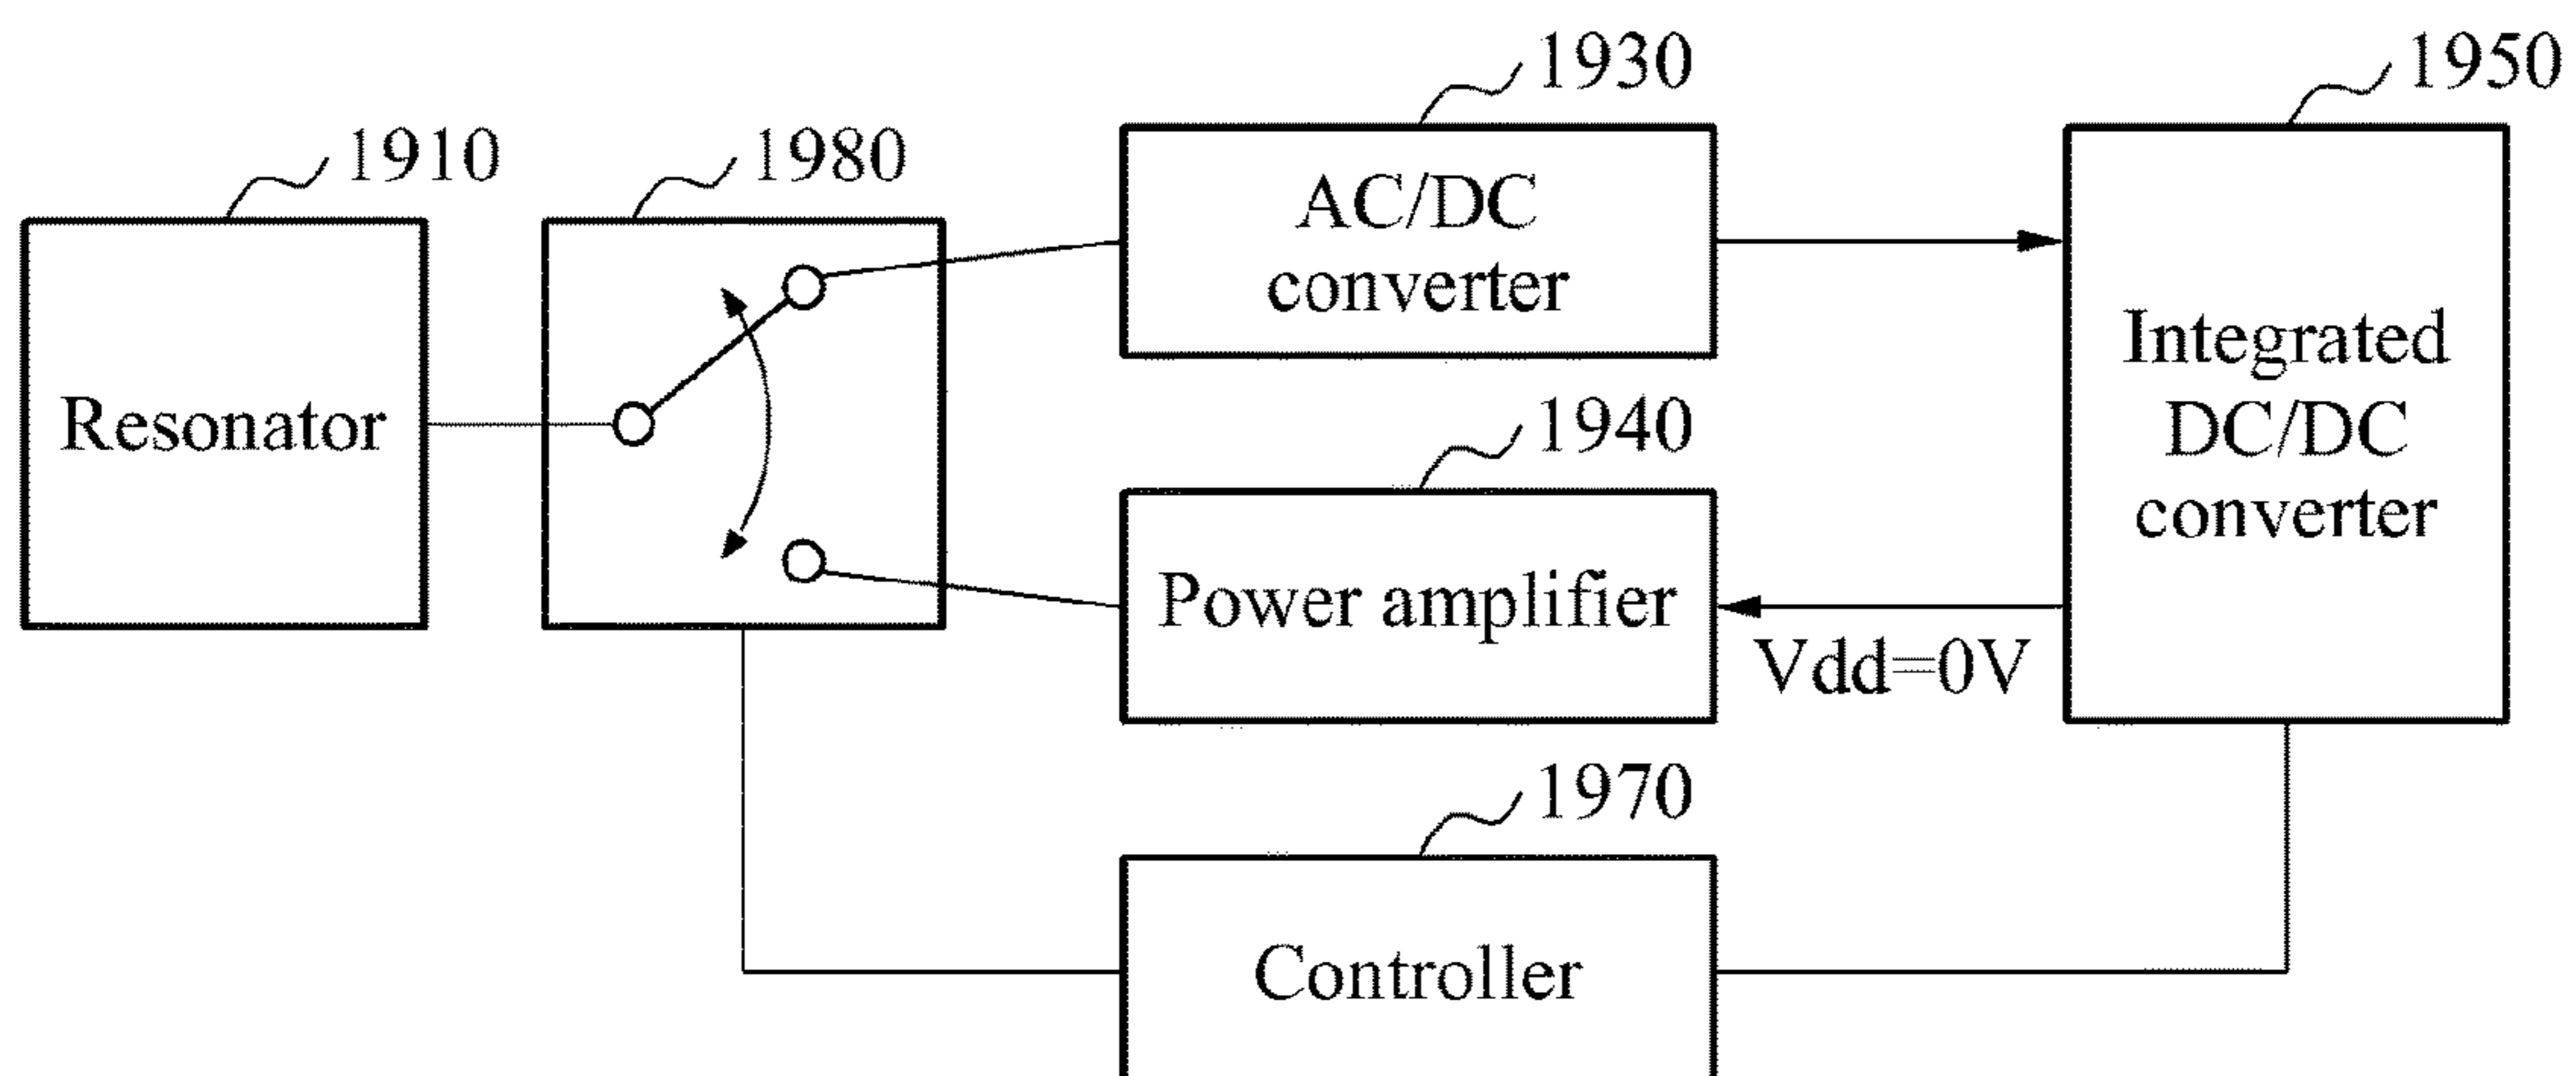 1930
1950
1910
1980
AC/DC
converter
Integrated
DC/DC
converter
Resonator
1940
Power amplifier
Vdd=0V
1970
Controller